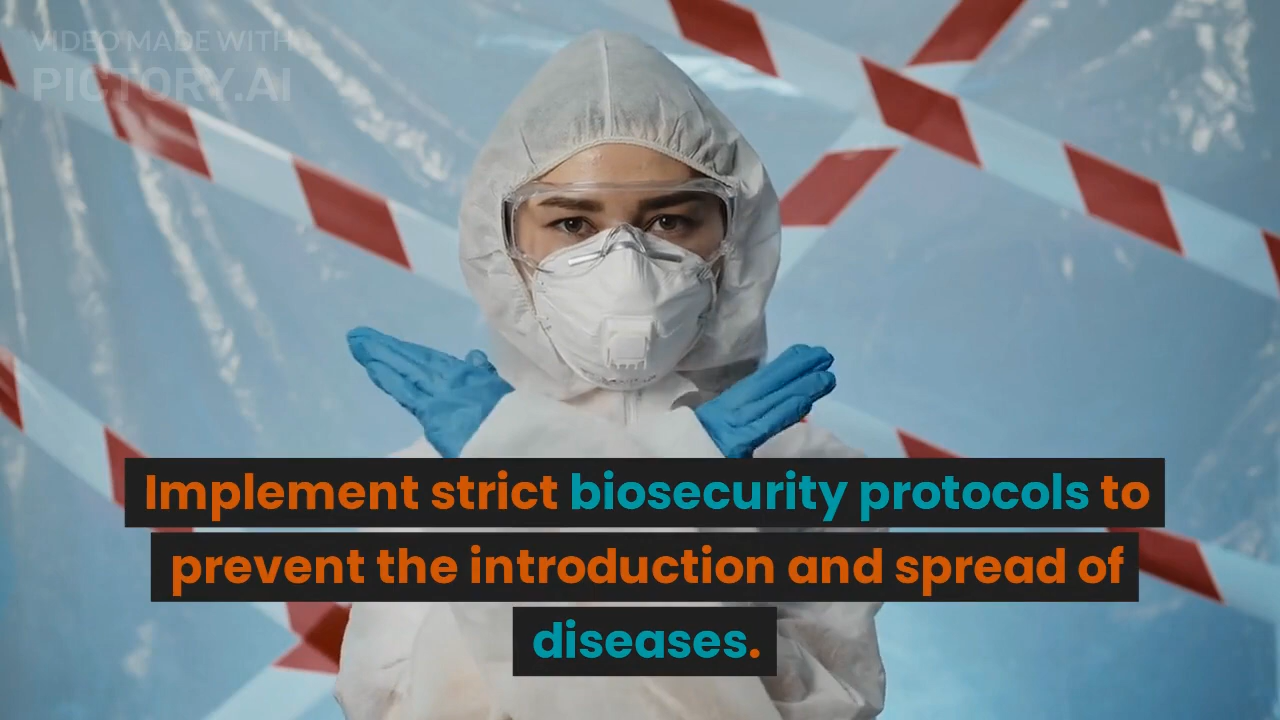 VIDEO MADE WITH
PICTORY.AI
Implement strict biosecurity protocols to
prevent the introduction and spread of
diseases.